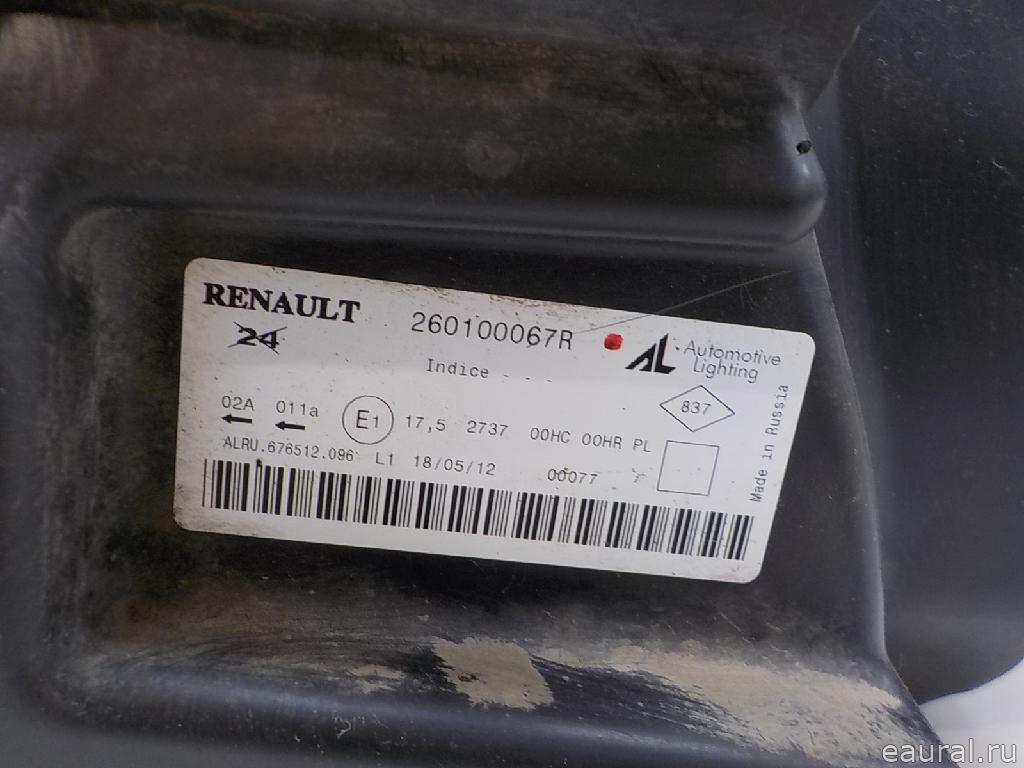 RENAULT 260100067R
24
AL Automotive Lighting
Indice - - -
837
02A 011a E1 17,5 2737 00HC 00HR PL
ALRU.676512.096 L1 18/05/12 00077
Made in Russia
eaural.ru